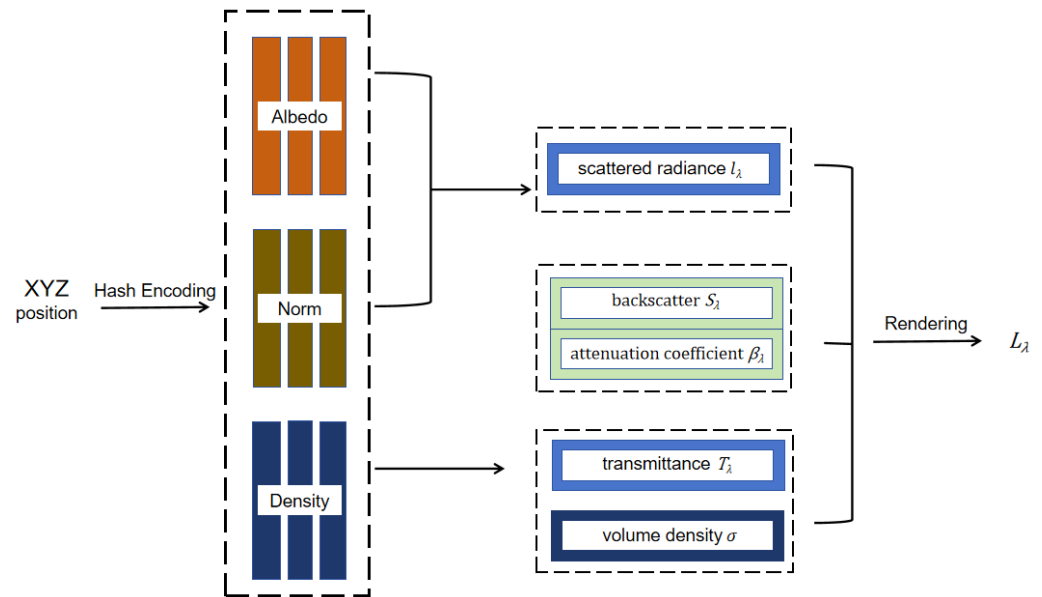 XYZ
position
Hash Encoding
Albedo
Norm
Density
scattered radiance lλ
backscatter Sλ
attenuation coefficient βλ
transmittance Tλ
volume density σ
Rendering
Lλ